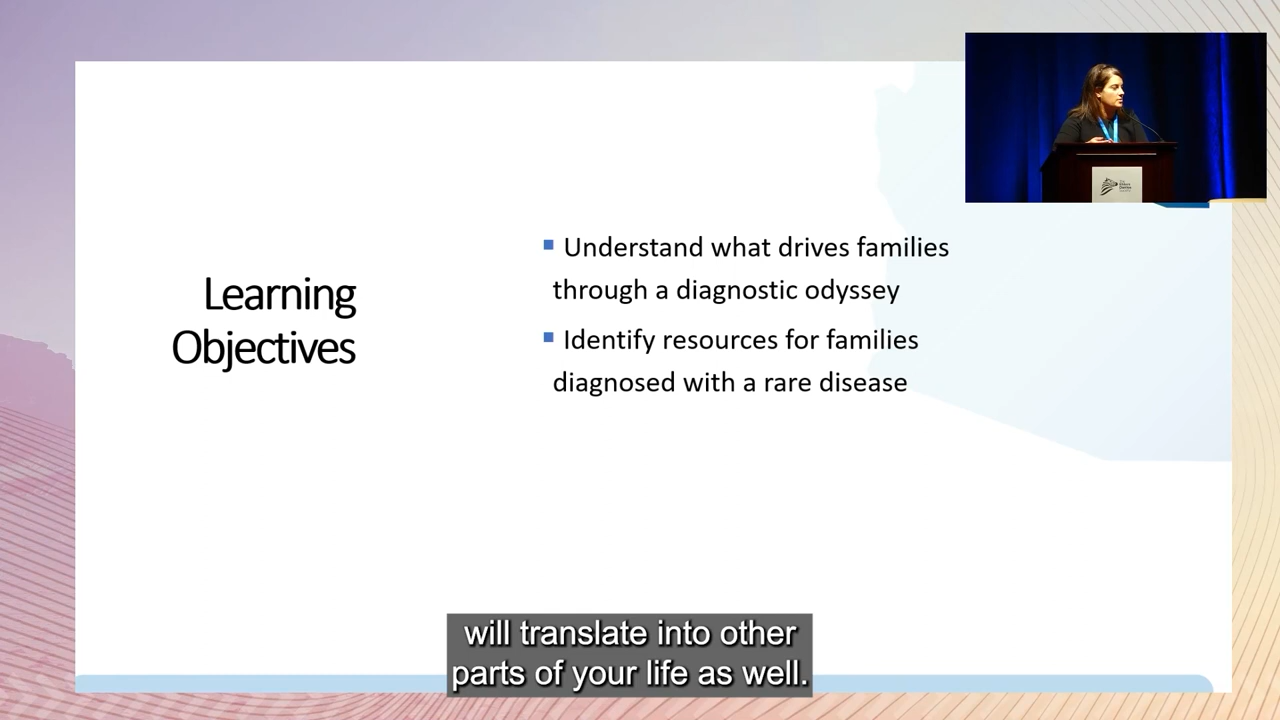 Learning
Objectives
▪ Understand what drives families
through a diagnostic odyssey
▪ Identify resources for families
diagnosed with a rare disease
will translate into other
parts of your life as well.